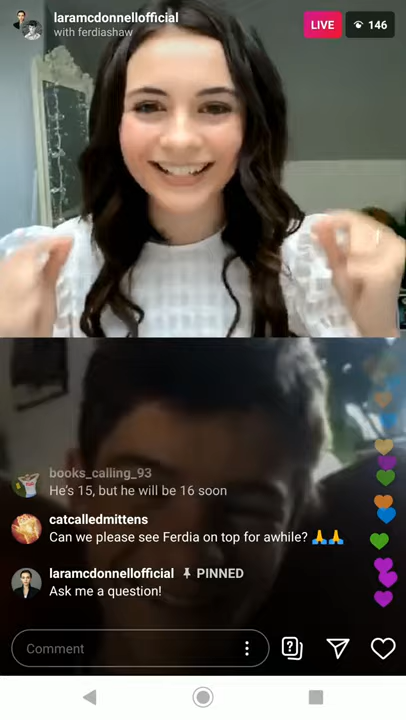 laramcdonnellofficial
with ferdiashaw
LIVE
146
books_calling_93
He's 15, but he will be 16 soon
catcalledmittens
Can we please see Ferdia on top for awhile? 🙏🙏
laramcdonnellofficial PINNED
Ask me a question!
Comment